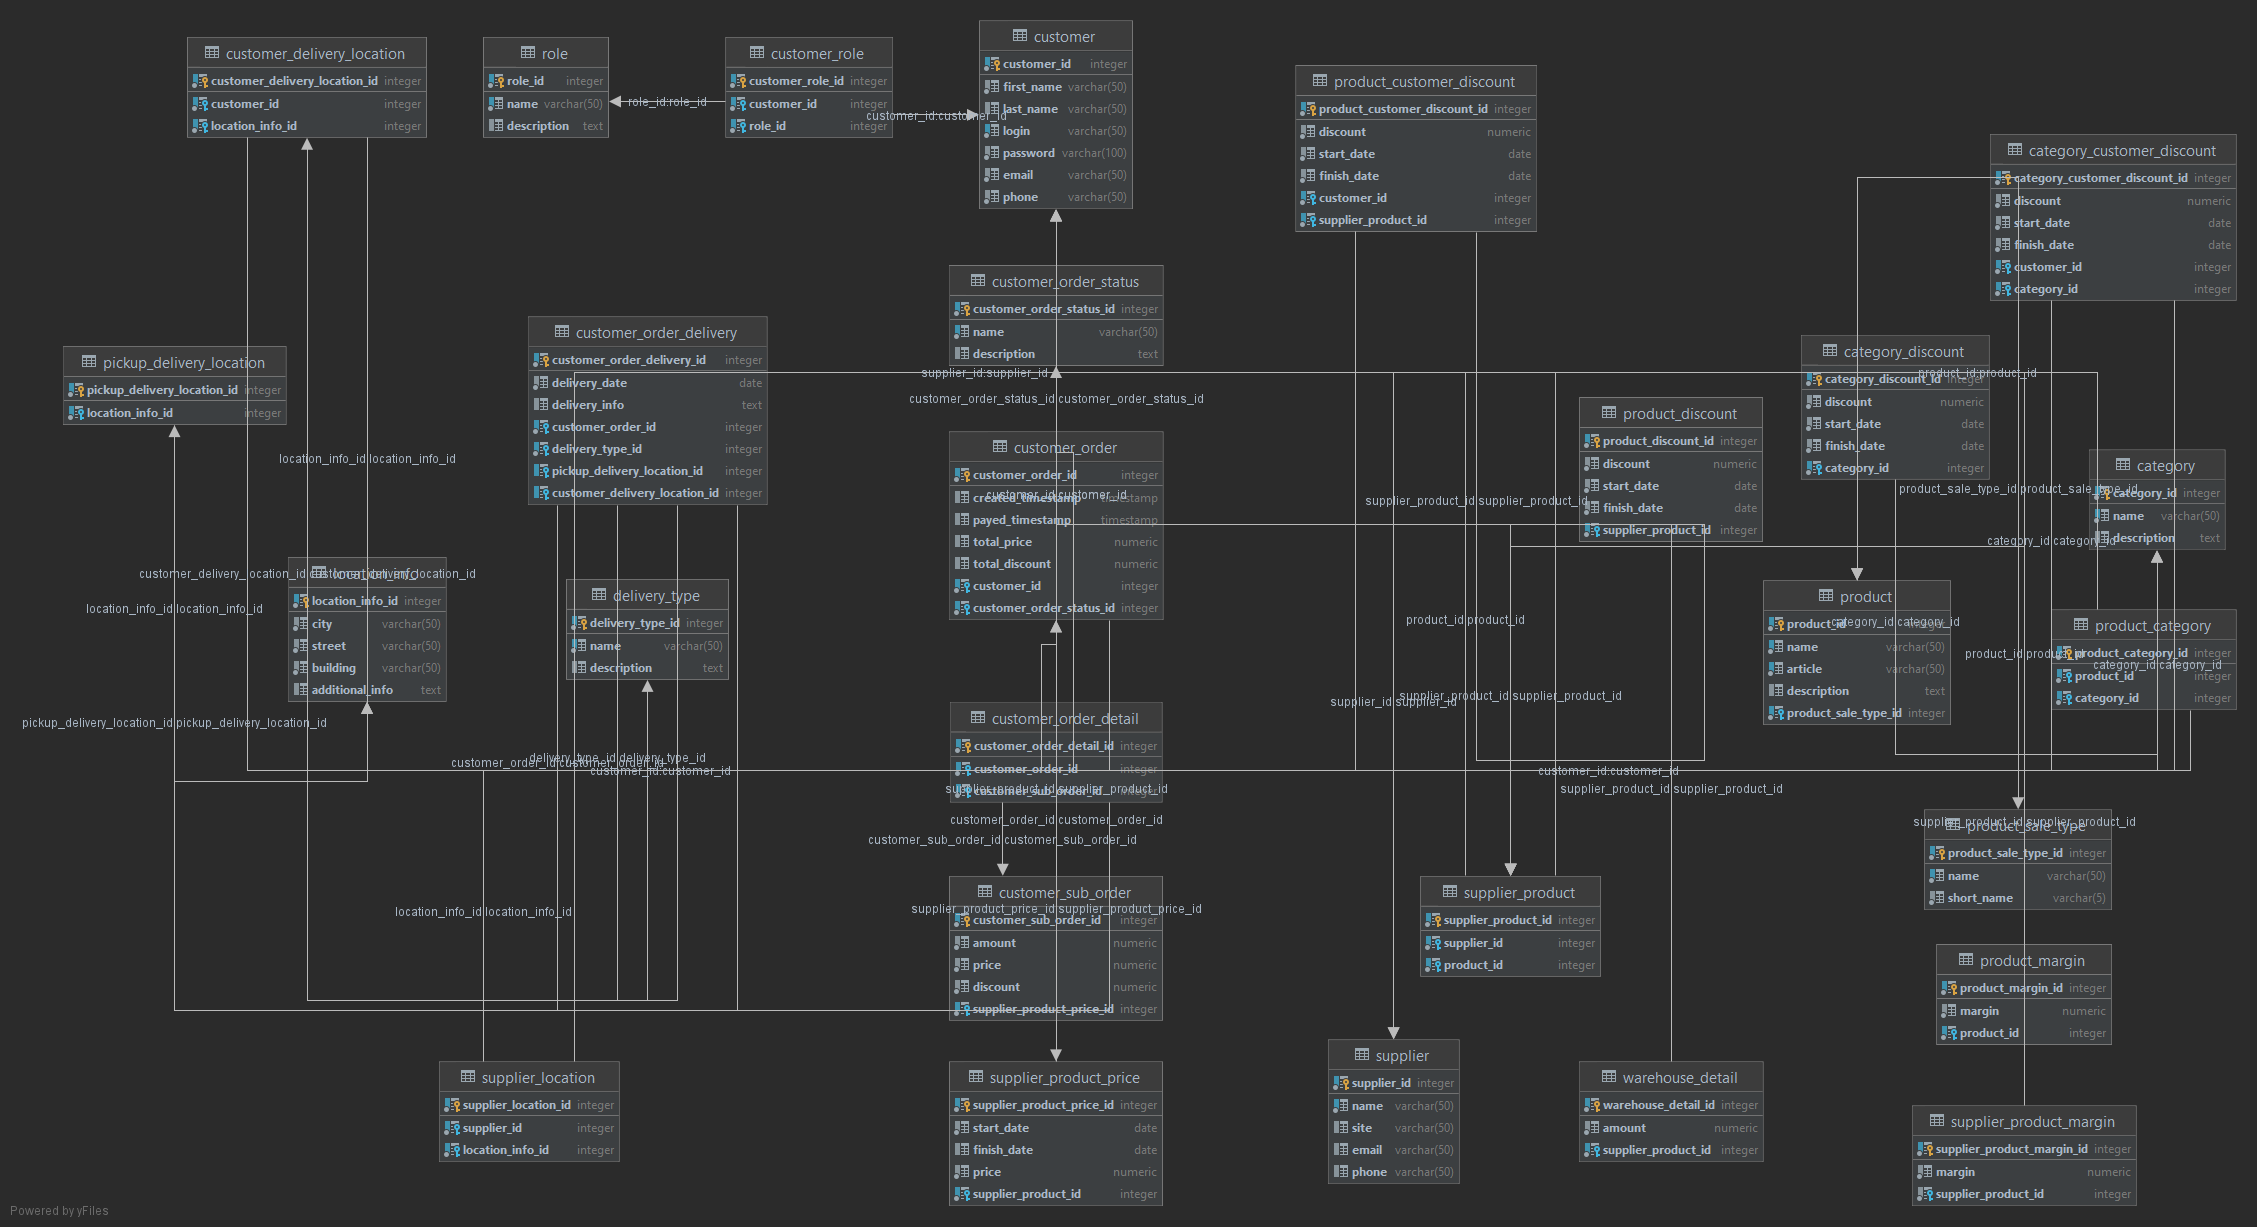 customer_delivery_location
customer_delivery_location_id integer
customer_id integer
location_info_id integer
role
role_id integer
name varchar(50)
description text
role_id:role_id
customer_role
customer_role_id integer
customer_id integer
role_id integer
customer_id:customer_id
customer
customer_id integer
first_name varchar(50)
last_name varchar(50)
login varchar(50)
password varchar(100)
email varchar(50)
phone varchar(50)
product_customer_discount
product_customer_discount_id integer
discount numeric
start_date date
finish_date date
customer_id integer
supplier_product_id integer
category_customer_discount
category_customer_discount_id integer
discount numeric
start_date date
finish_date date
customer_id integer
category_id integer
customer_order_status
customer_order_status_id integer
name varchar(50)
description text
supplier_id:supplier_id
customer_order_status_id:customer_order_status_id
customer_order_delivery
customer_order_delivery_id integer
delivery_date date
delivery_info text
customer_order_id integer
delivery_type_id integer
pickup_delivery_location_id integer
customer_delivery_location_id integer
pickup_delivery_location
pickup_delivery_location_id integer
location_info_id integer
location_info_id:location_info_id
category_discount
product_id:product_id
category_discount_id integer
discount numeric
start_date date
finish_date date
category_id integer
product_discount
product_discount_id integer
discount numeric
start_date date
finish_date date
supplier_product_id integer
customer_order
customer_order_id integer
created_timestamp timestamp
customer_id:customer_id
payed_timestamp timestamp
total_price numeric
total_discount numeric
customer_id integer
customer_order_status_id integer
supplier_product_id:supplier_product_id
category
category_id integer
product_sale_type_id:product_sale_type_id
name varchar(50)
description text
category_id:category_id
location_info
customer_delivery_location_id:customer_delivery_location_id
location_info_id integer
city varchar(50)
street varchar(50)
building varchar(50)
additional_info text
location_info_id:location_info_id
pickup_delivery_location_id:pickup_delivery_location_id
delivery_type
delivery_type_id integer
name varchar(50)
description text
product_id:product_id
product
product_id integer
category_id:category_id
name varchar(50)
article varchar(50)
description text
product_sale_type_id integer
product_category
product_category_id integer
product_id:product_id
category_id:category_id
product_id integer
category_id integer
supplier_product_id:supplier_product_id
supplier_id:supplier_id
customer_order_detail
customer_order_detail_id integer
customer_order_id integer
customer_sub_order_id integer
supplier_product_id:supplier_product_id
delivery_type_id:delivery_type_id
customer_order_id:customer_order_id
customer_id:customer_id
customer_id:customer_id
supplier_product_id:supplier_product_id
customer_order_id:customer_order_id
customer_sub_order_id:customer_sub_order_id
product_sale_type
supplier_product_id:supplier_product_id
product_sale_type_id integer
name varchar(50)
short_name varchar(5)
customer_sub_order
supplier_product_price_id:supplier_product_price_id
customer_sub_order_id integer
amount numeric
price numeric
discount numeric
supplier_product_price_id integer
location_info_id:location_info_id
supplier_product
supplier_product_id integer
supplier_id integer
product_id integer
product_margin
product_margin_id integer
margin numeric
product_id integer
supplier_location
supplier_location_id integer
supplier_id integer
location_info_id integer
supplier_product_price
supplier_product_price_id integer
start_date date
finish_date date
price numeric
supplier_product_id integer
supplier
supplier_id integer
name varchar(50)
site varchar(50)
email varchar(50)
phone varchar(50)
warehouse_detail
warehouse_detail_id integer
amount numeric
supplier_product_id integer
supplier_product_margin
supplier_product_margin_id integer
margin numeric
supplier_product_id integer
Powered by yFiles